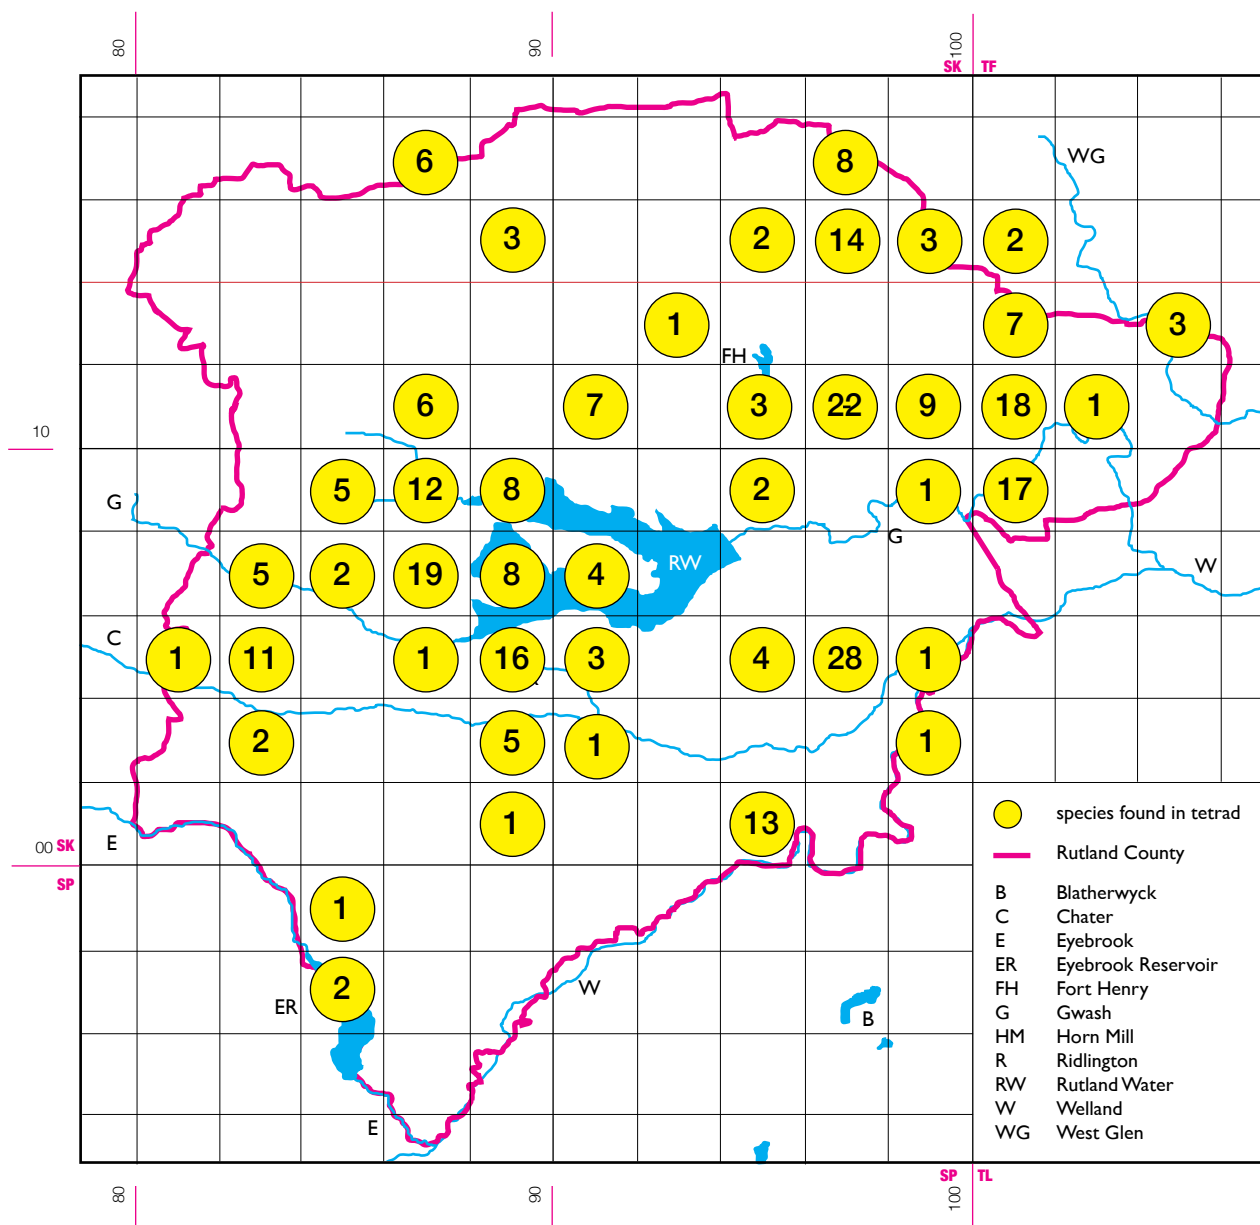 80
90
100
SK TF
WG
6
8
3
2
14
3
2
1
7
3
FH
6
7
3
22
9
18
1
10
5
12
8
2
1
17
G
G
5
2
19
8
4
RW
W
C
1
11
1
16
3
4
28
1
2
5
1
1
1
13
species found in tetrad
E
00 SK
Rutland County
SP
1
B Blatherwyck
C Chater
E Eyebrook
ER Eyebrook Reservoir
2
W
FH Fort Henry
ER
B
G Gwash
HM Horn Mill
R Ridlington
RW Rutland Water
W Welland
E
WG West Glen
SP TL
80
90
100